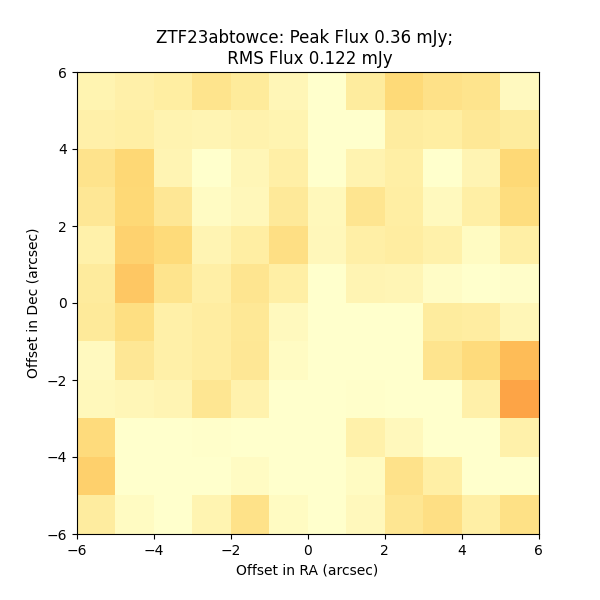 ZTF23abtowce: Peak Flux 0.36 mJy;
RMS Flux 0.122 mJy
6
4
2
0
−2
−4
−6
Offset in Dec (arcsec)
−6 −4 −2 0 2 4 6
Offset in RA (arcsec)